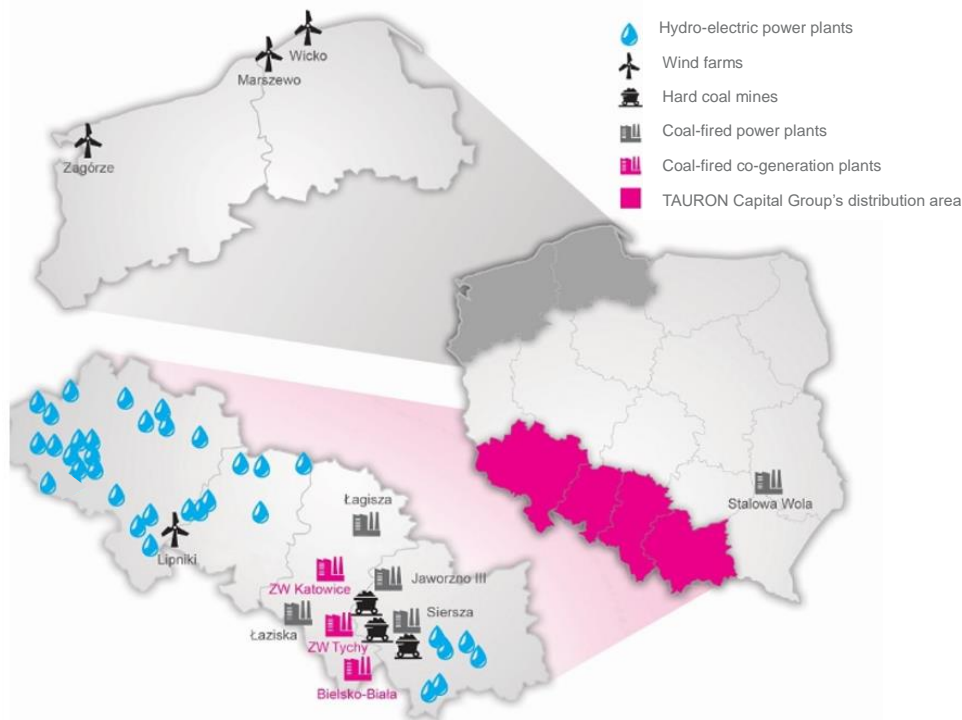 Hydro-electric power plants
Wind farms
Hard coal mines
Coal-fired power plants
Coal-fired co-generation plants
TAURON Capital Group's distribution area
Wicko
Marszewo
Zagórze
Stalowa Wola
Łagisza
Lipniki
ZW Katowice
Jaworzno III
Siersza
Łaziska
ZW Tychy
Bielsko-Biała